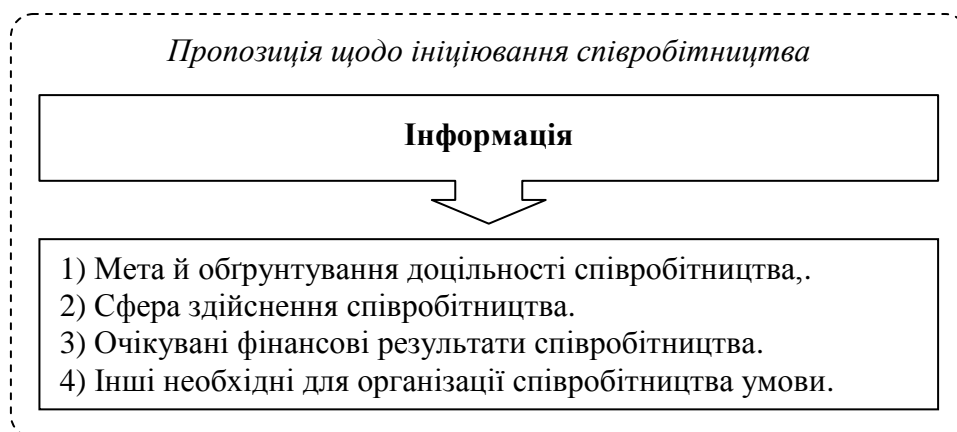 Пропозиція щодо ініціювання співробітництва
Інформація
1) Мета й обґрунтування доцільності співробітництва,.
2) Сфера здійснення співробітництва.
3) Очікувані фінансові результати співробітництва.
4) Інші необхідні для організації співробітництва умови.